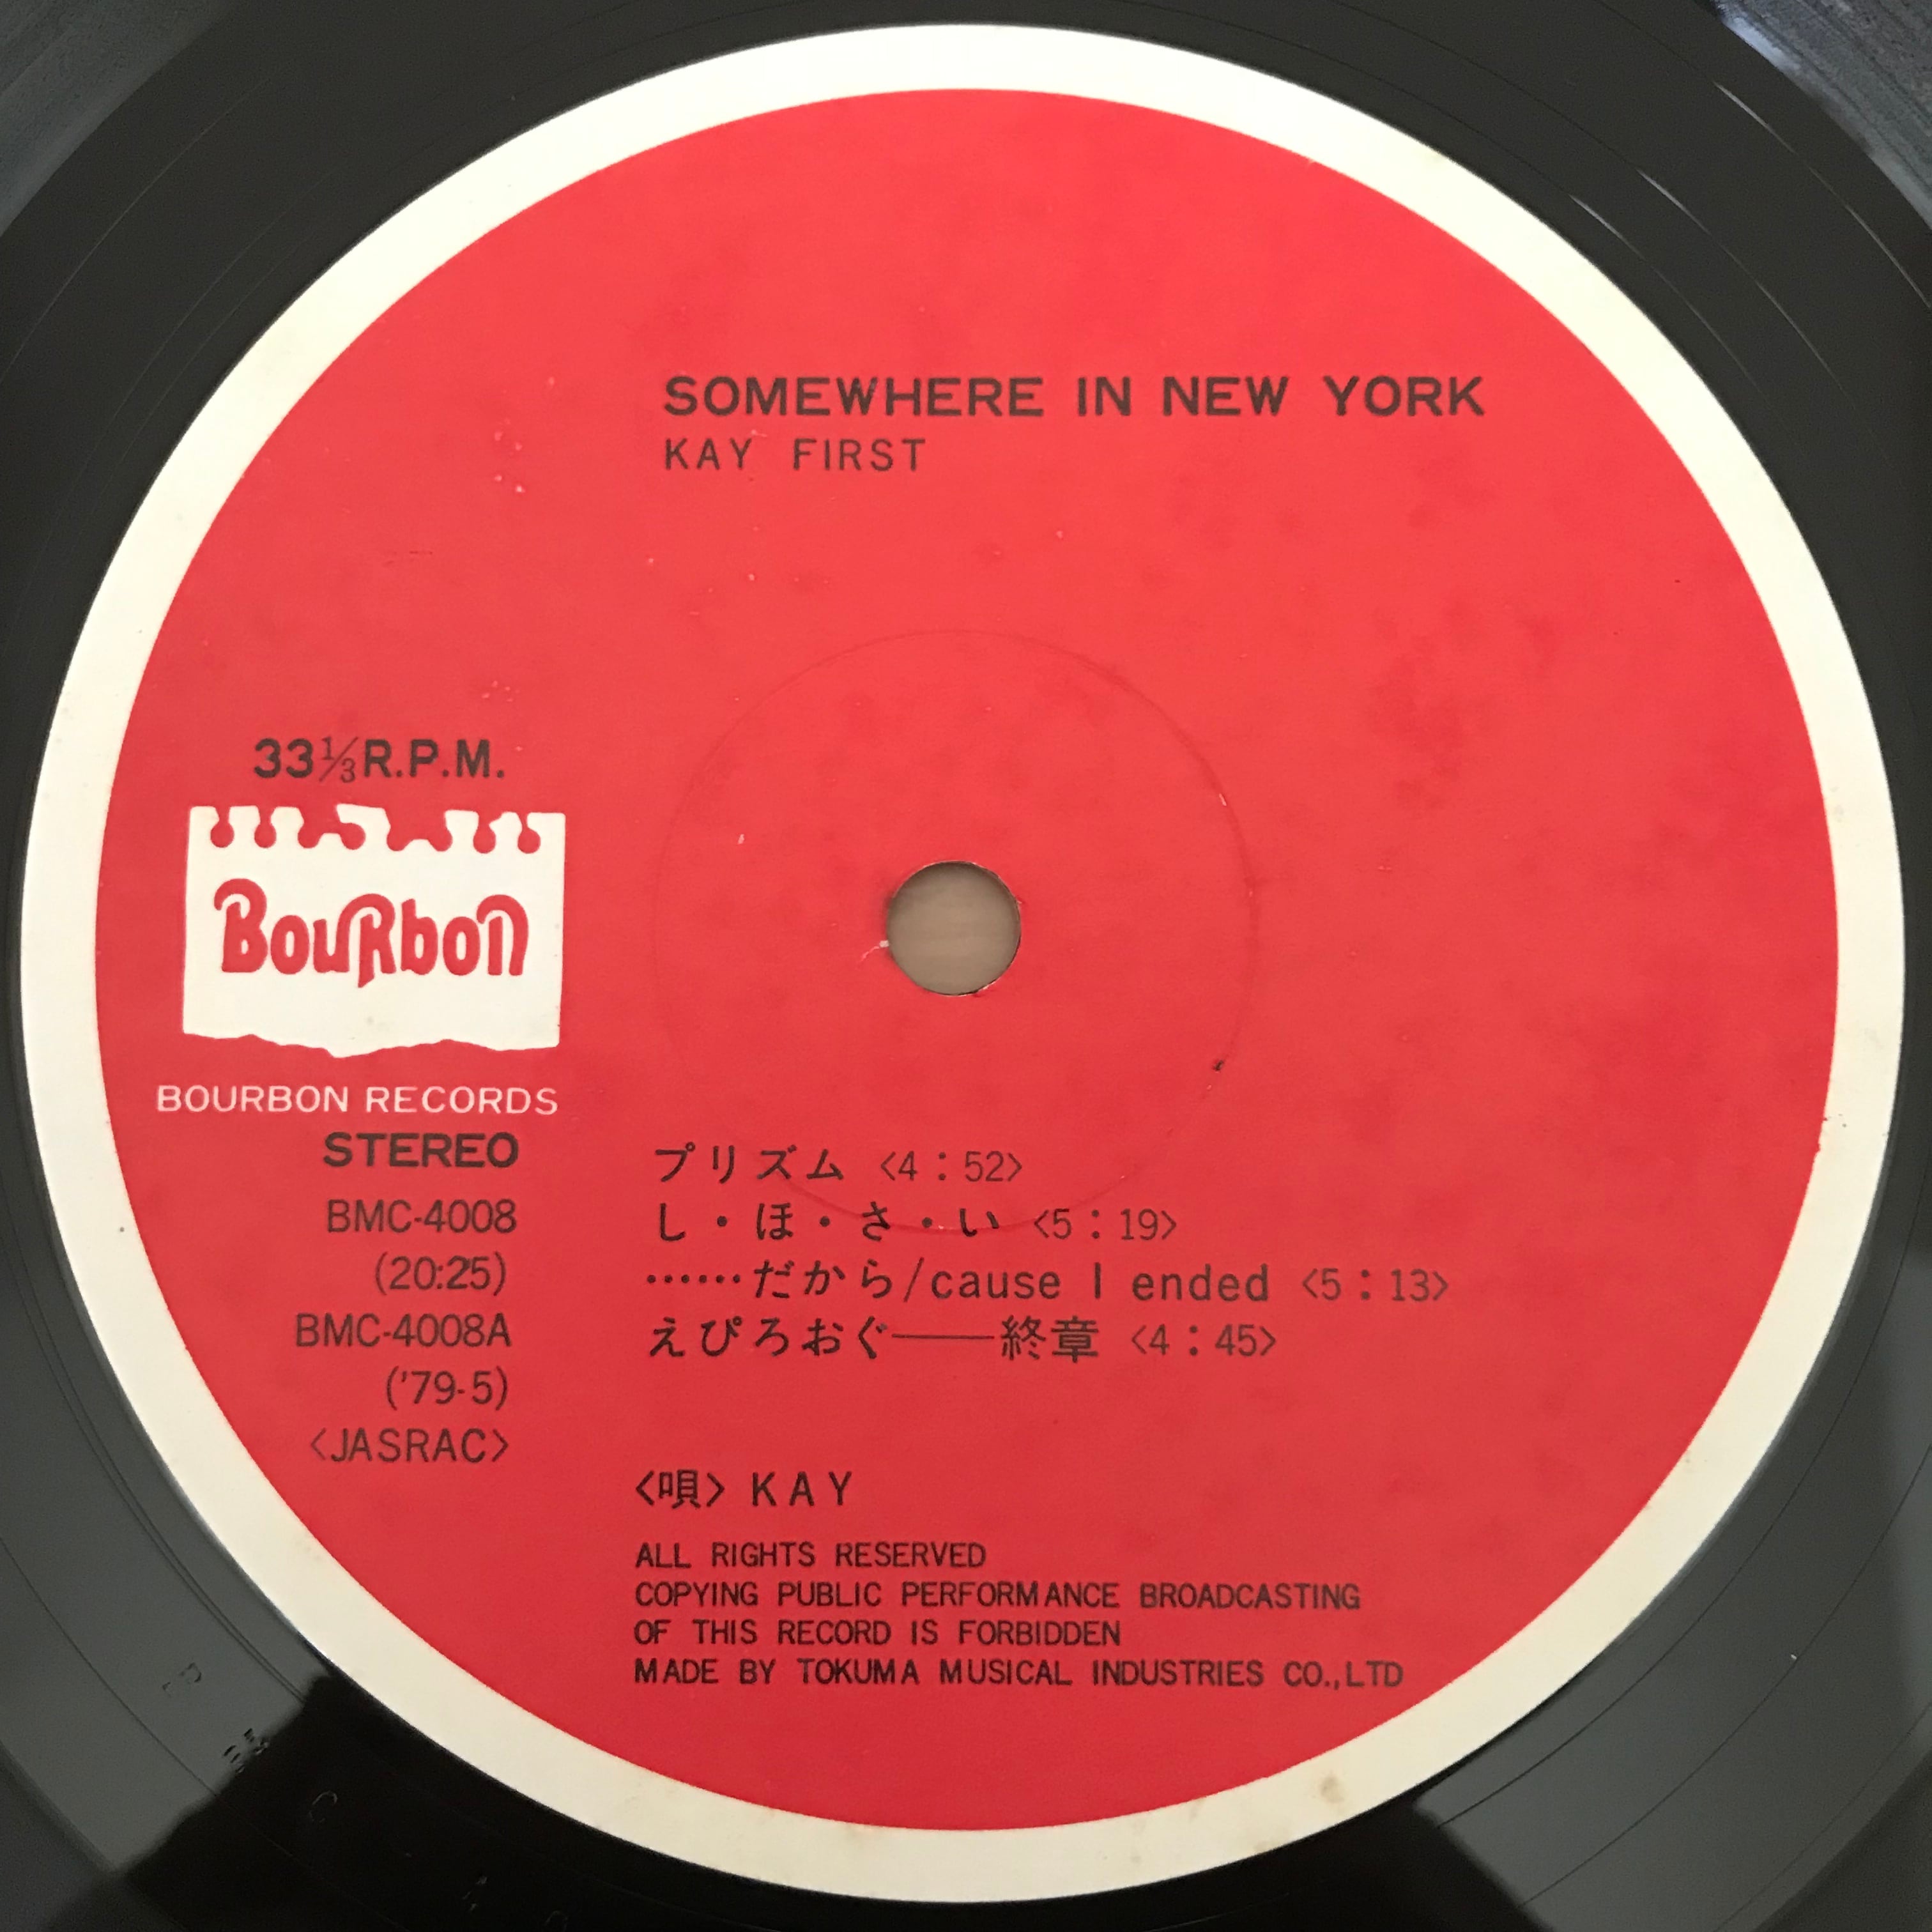 SOMEWHERE IN NEW YORK
KAY FIRST
33⅓R.P.M.
Bourbon
BOURBON RECORDS
STEREO
BMC-4008
(20:25)
BMC-4008A
('79-5)
<JASRAC>
プリズム <4:52>
し・ほ・さ・い <5:19>
……だから/cause I ended <5:13>
えぴろおぐ——終章 <4:45>
<唄> KAY
ALL RIGHTS RESERVED
COPYING PUBLIC PERFORMANCE BROADCASTING
OF THIS RECORD IS FORBIDDEN
MADE BY TOKUMA MUSICAL INDUSTRIES CO.,LTD